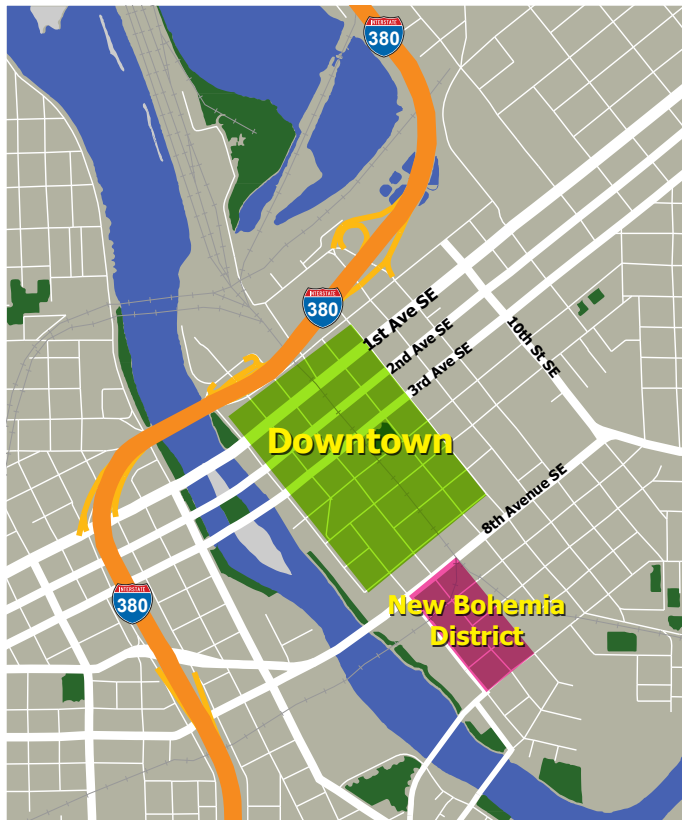 INTERSTATE
380
INTERSTATE
380
1st Ave SE
2nd Ave SE
3rd Ave SE
10th St SE
Downtown
8th Avenue SE
New Bohemia
District
INTERSTATE
380